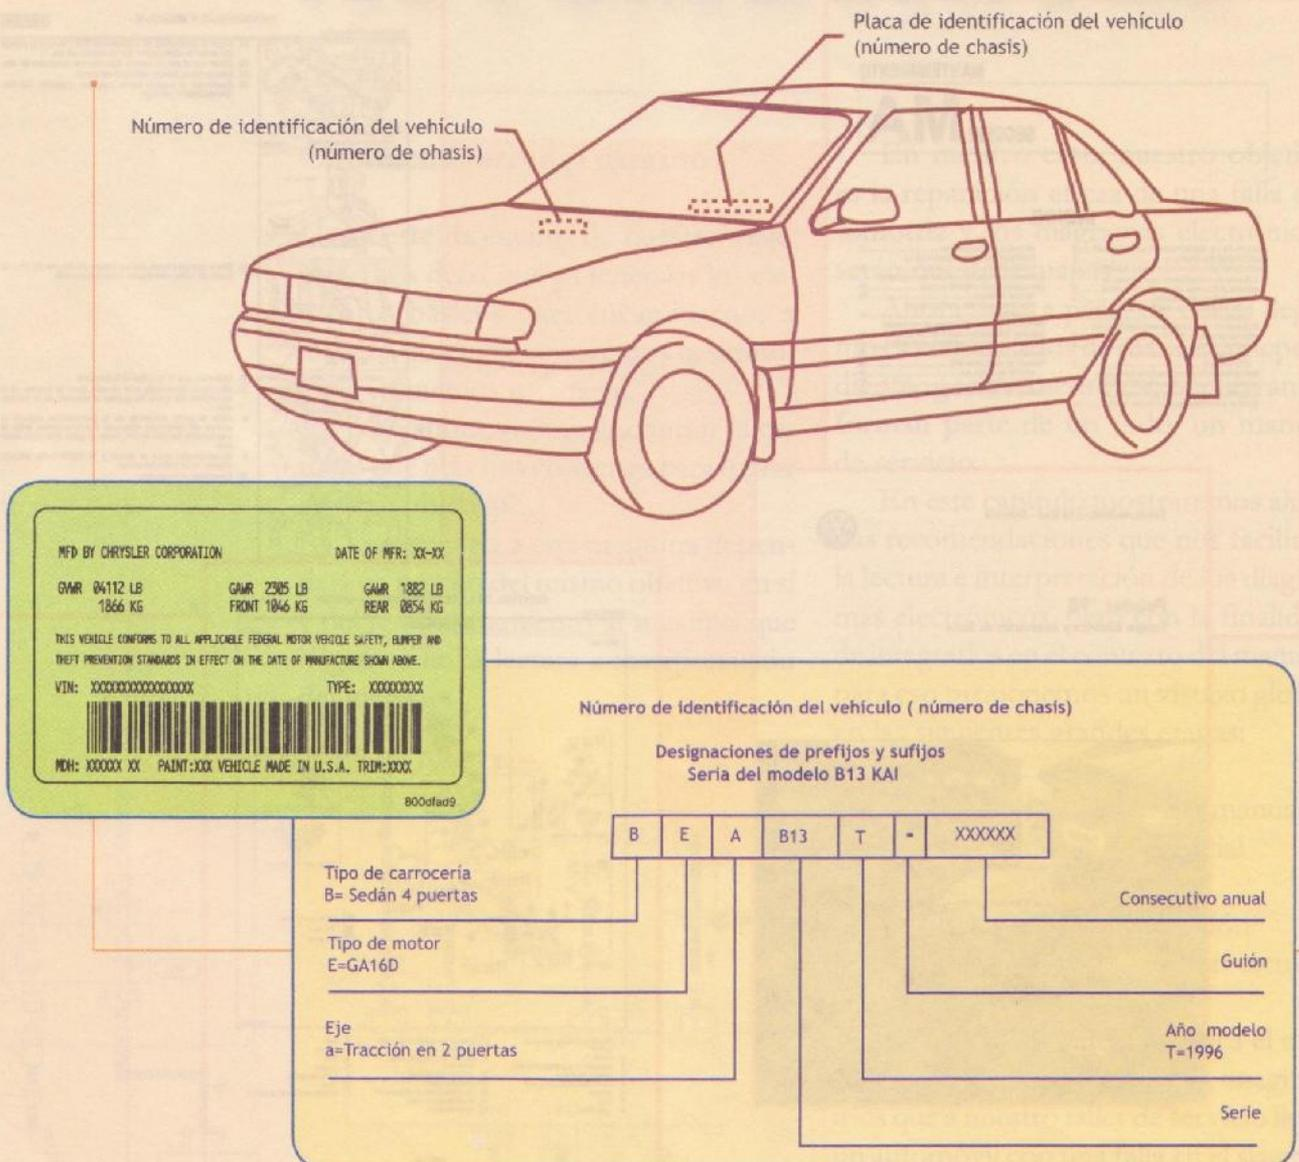 Placa de identificación del vehículo
(número de chasis)
Número de identificación del vehículo
(número de ohasis)
MFD BY CHRYSLER CORPORATION DATE OF MFR: XX-XX
GVWR 04112 LB GAWR 2305 LB GAWR 1882 LB
1866 KG FRONT 1046 KG REAR 0854 KG
THIS VEHICLE CONFORMS TO ALL APPLICABLE FEDERAL MOTOR VEHICLE SAFETY, BUMPER AND
THEFT PREVENTION STANDARDS IN EFFECT ON THE DATE OF MANUFACTURE SHOWN ABOVE.
VIN: XXXXXXXXXXXXXXXXX TYPE: XXXXXXXXX
MDH: XXXXXX XX PAINT:XXX VEHICLE MADE IN U.S.A. TRIM:XXXX
800dfad9
Número de identificación del vehículo ( número de chasis)
Designaciones de prefijos y sufijos
Seria del modelo B13 KAI
B E A B13 T - XXXXXX
Tipo de carrocería
B= Sedán 4 puertas
Consecutivo anual
Tipo de motor
E=GA16D
Guión
Eje
a=Tracción en 2 puertas
Año modelo
T=1996
Serie